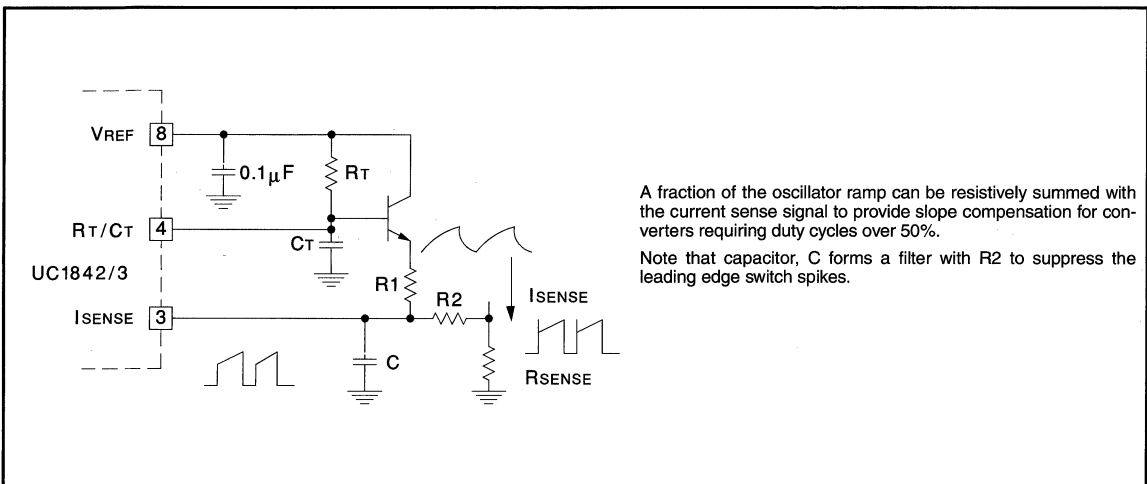 VREF 8
0.1µF
RT
RT/CT 4
CT
UC1842/3
R1
R2
ISENSE
ISENSE 3
C
RSENSE
A fraction of the oscillator ramp can be resistively summed with
the current sense signal to provide slope compensation for con-
verters requiring duty cycles over 50%.
Note that capacitor, C forms a filter with R2 to suppress the
leading edge switch spikes.